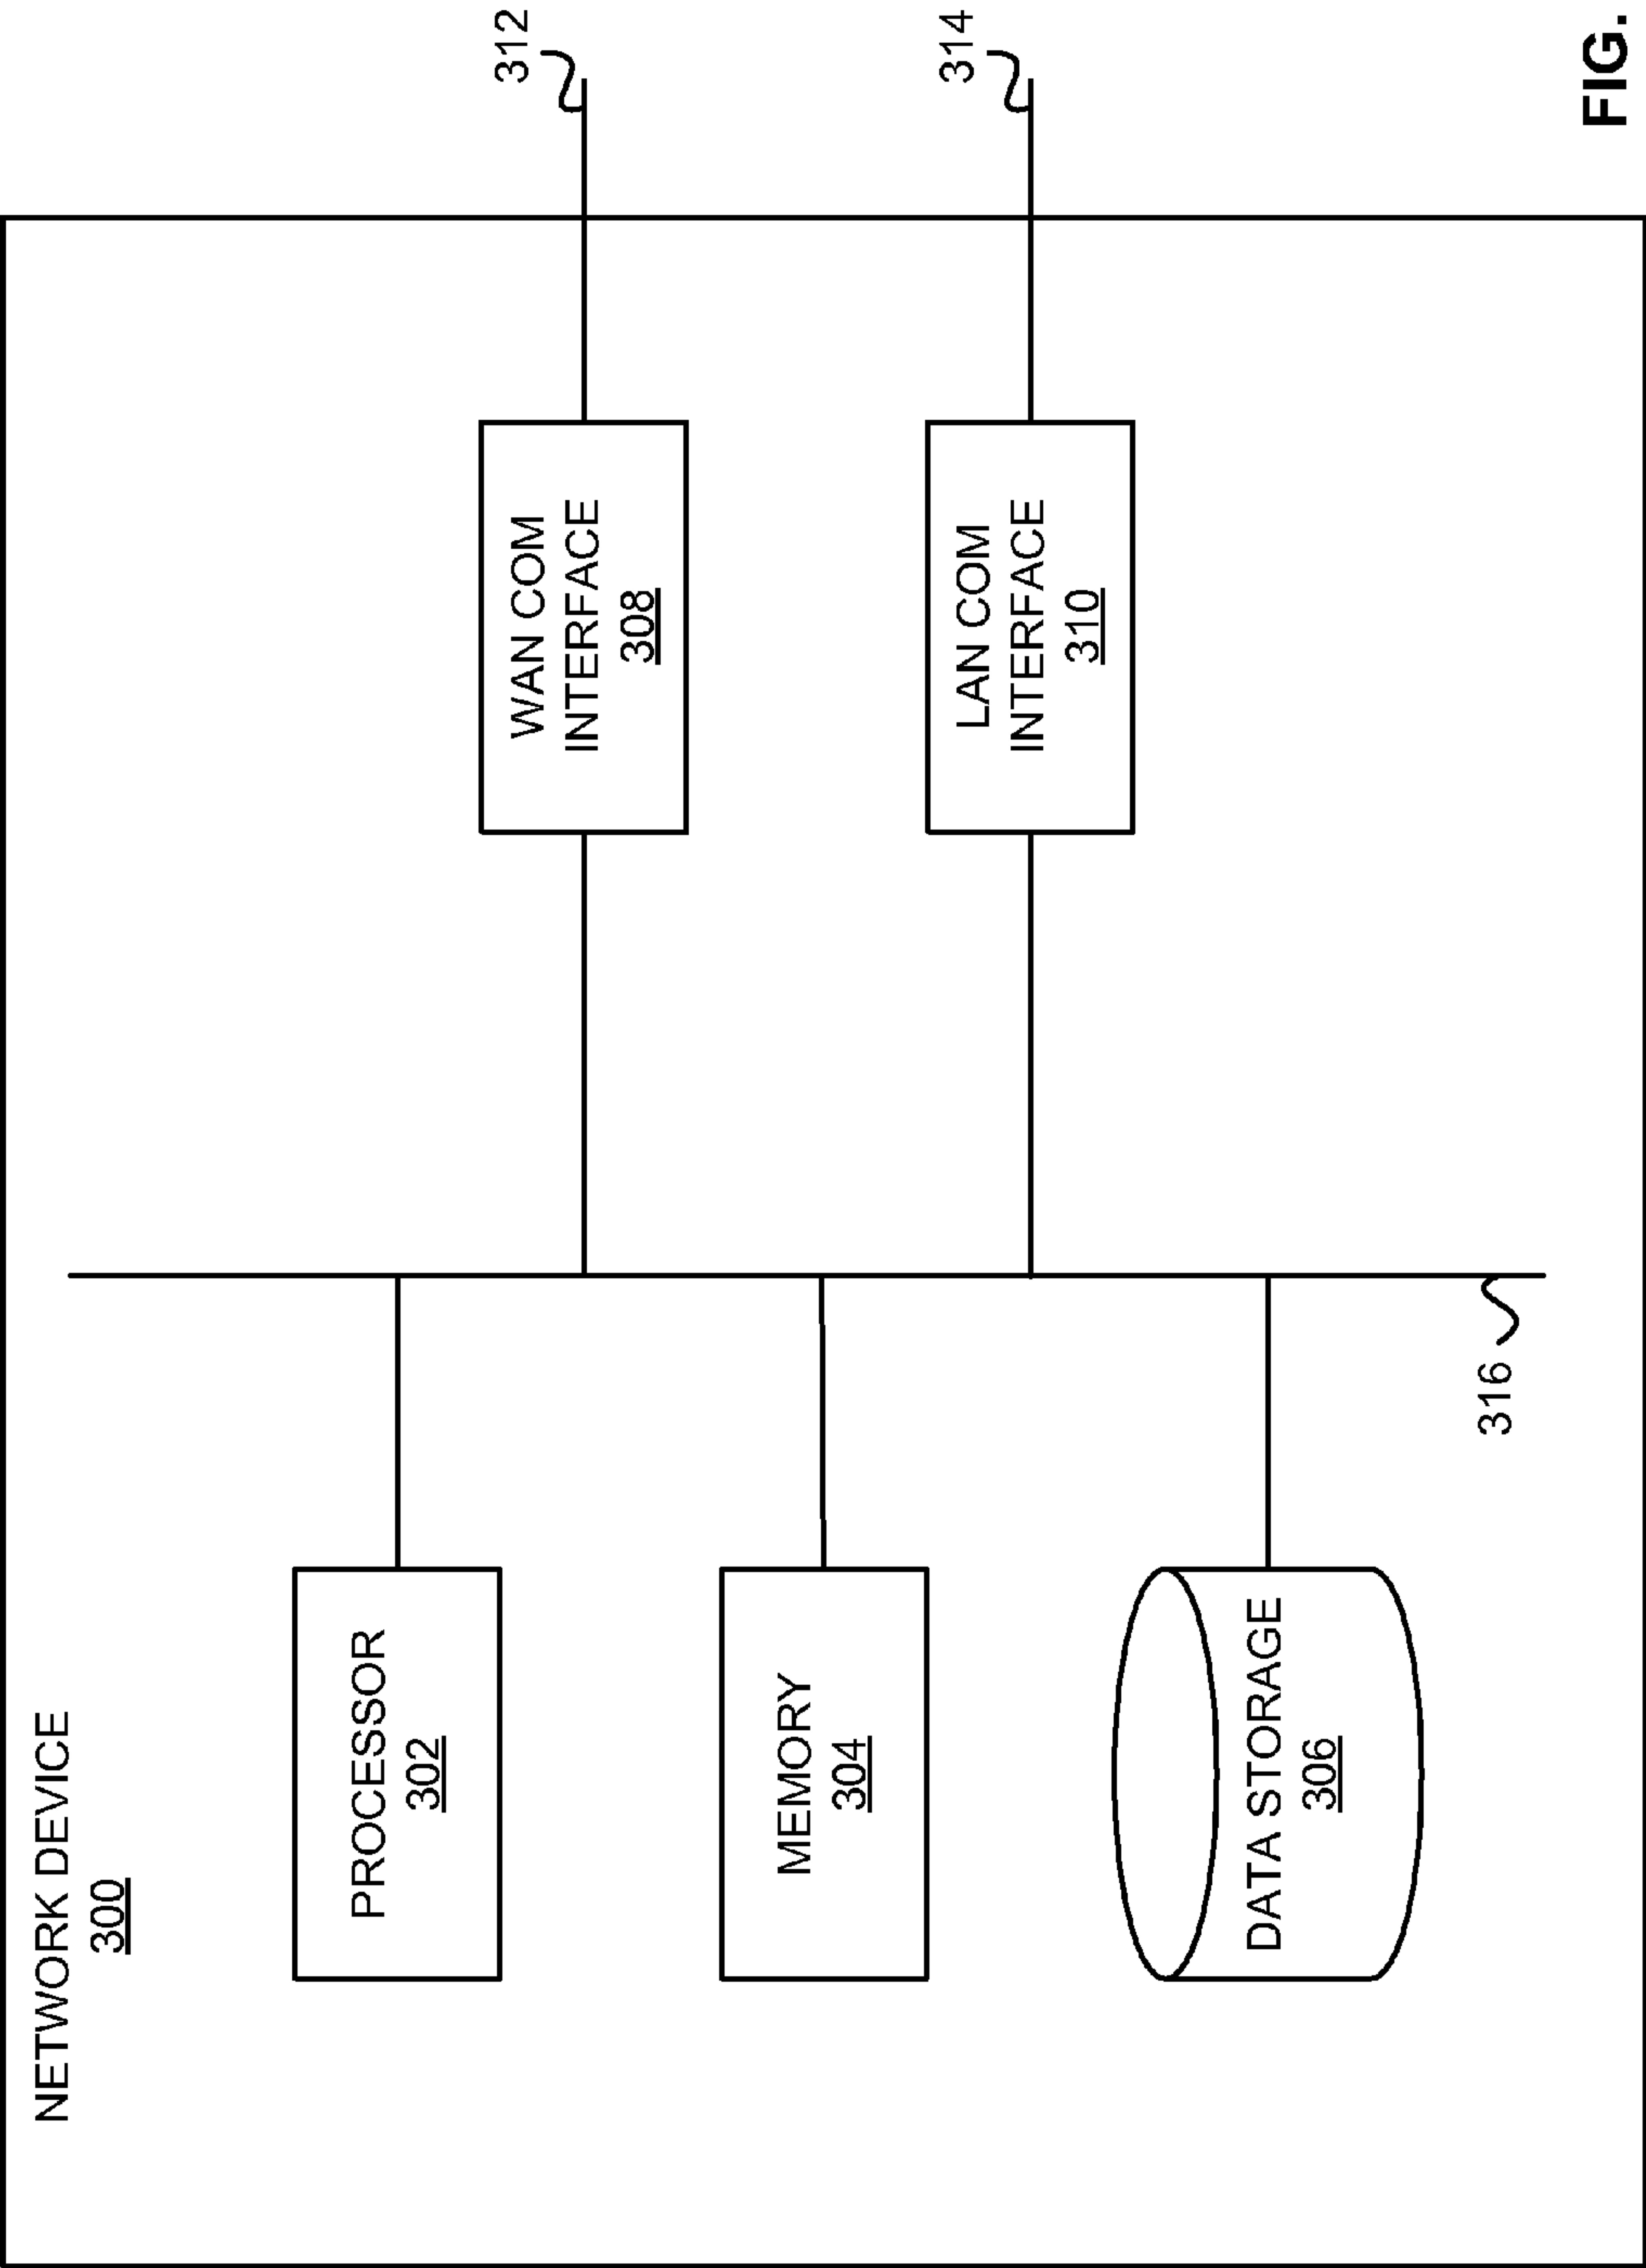 NETWORK DEVICE
300
PROCESSOR
302
MEMORY
304
DATA STORAGE
306
316
WAN COM
INTERFACE
308
LAN COM
INTERFACE
310
312
314
FIG.